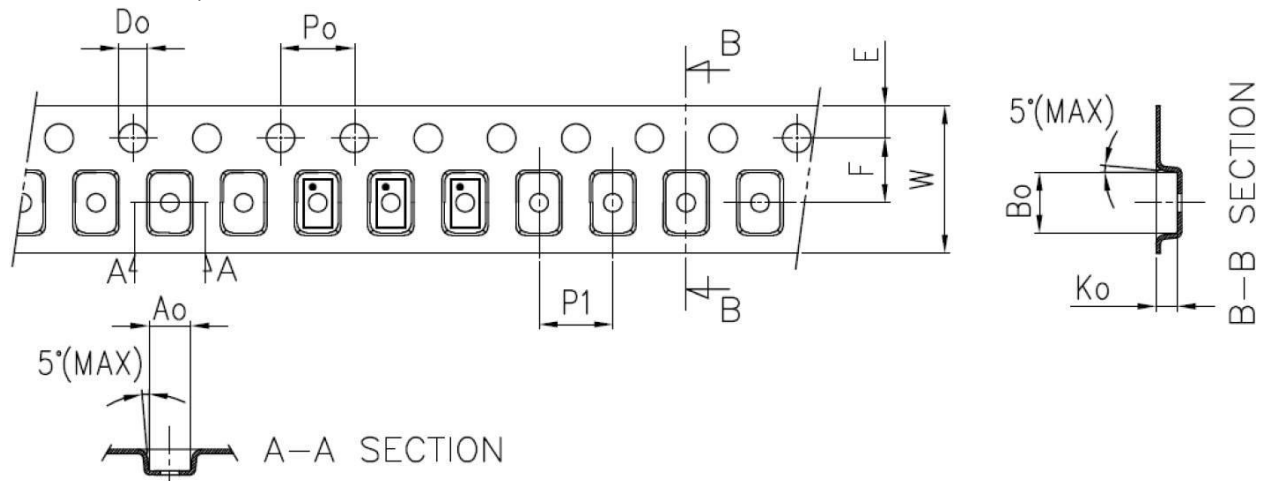 Do
Po
B
E
5°(MAX)
F
W
Bo
B-B SECTION
A
A
Ao
P1
B
Ko
5°(MAX)
A-A SECTION